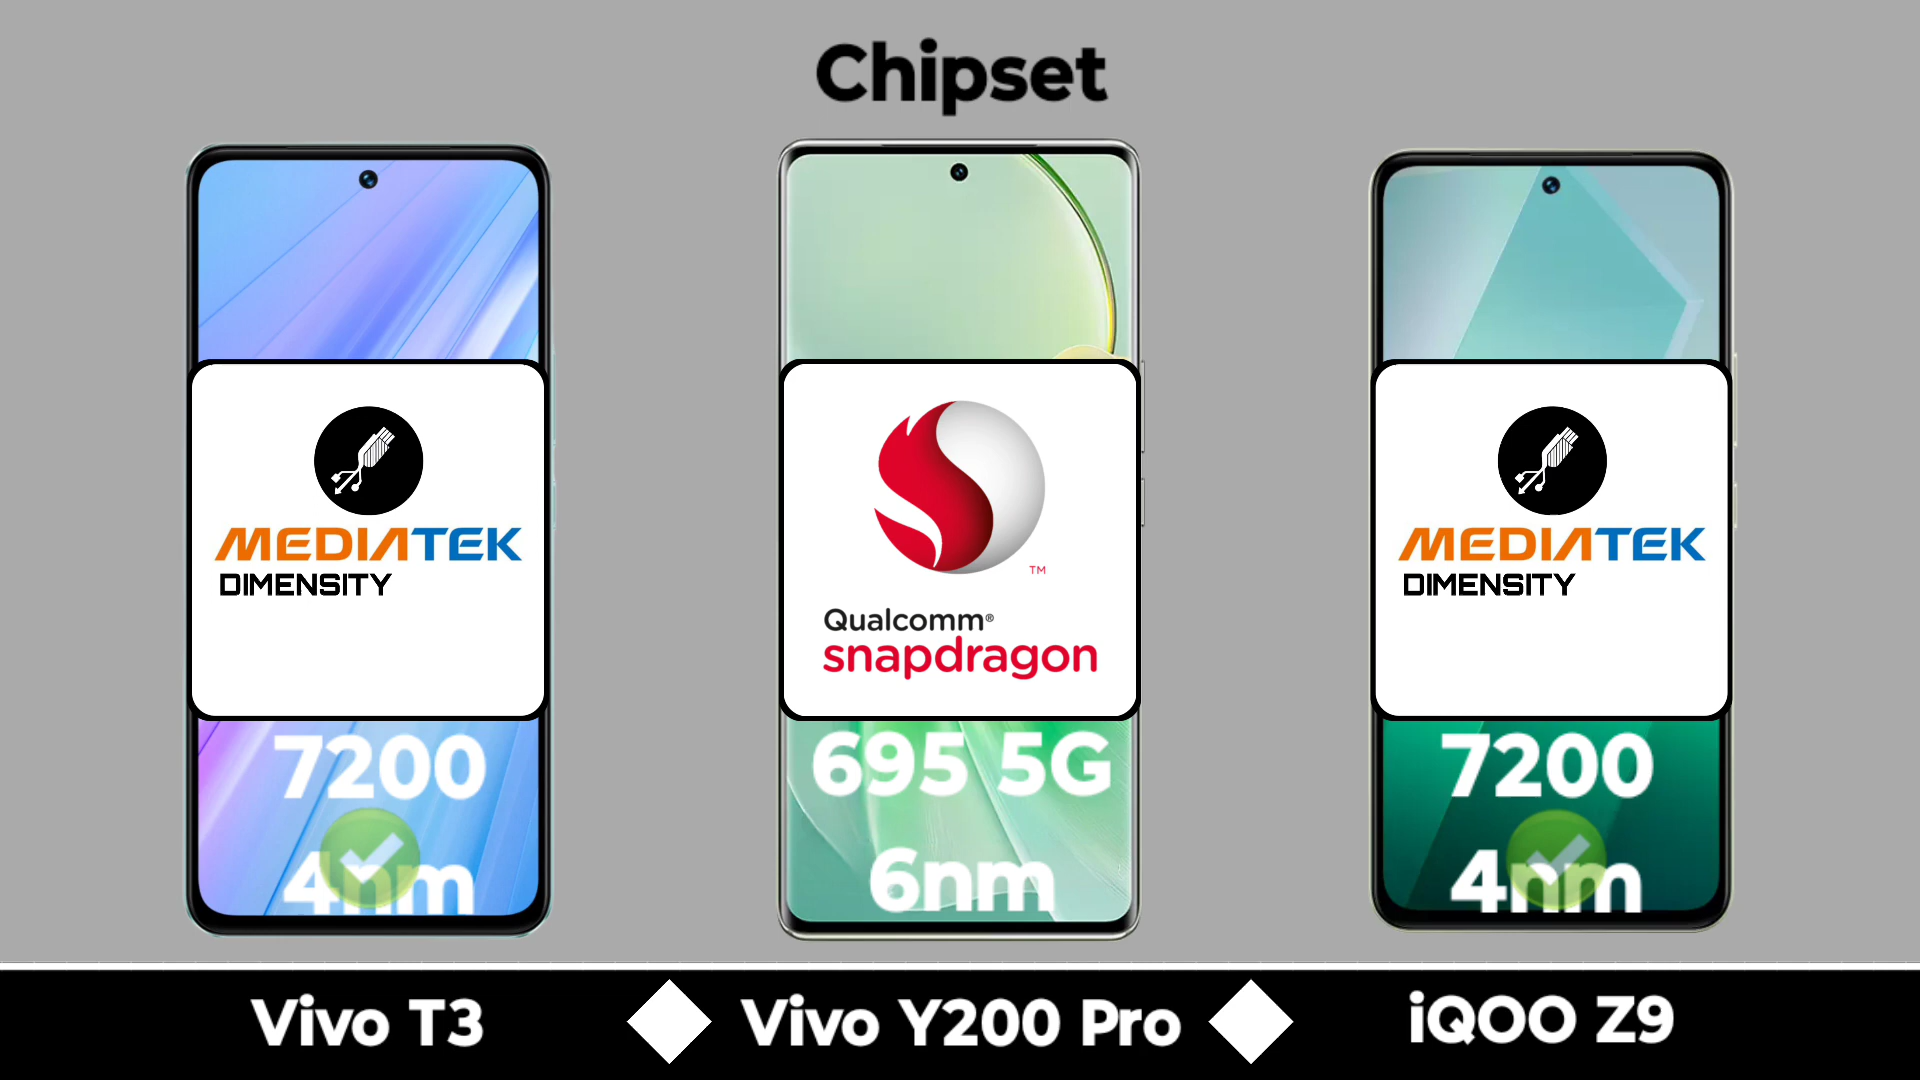 Chipset
MEDIATEK
DIMENSITY
7200
4nm
TM
Qualcomm®
snapdragon
695 5G
6nm
MEDIATEK
DIMENSITY
7200
4nm
Vivo T3
Vivo Y200 Pro
iQOO Z9